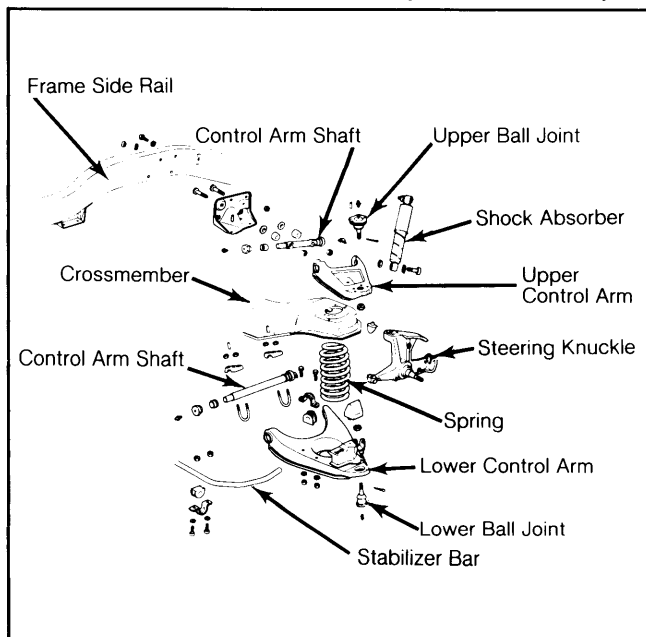 Frame Side Rail
Control Arm Shaft
Upper Ball Joint
Shock Absorber
Crossmember
Upper
Control Arm
Control Arm Shaft
Steering Knuckle
Spring
Lower Control Arm
Lower Ball Joint
Stabilizer Bar